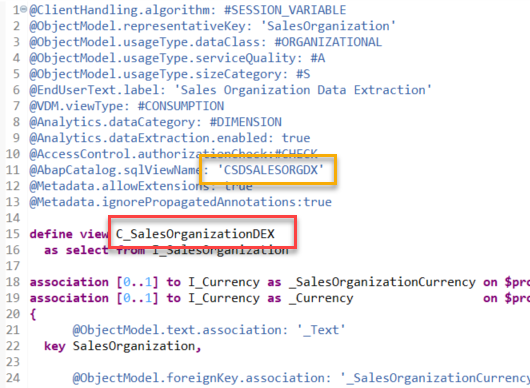 1 @ClientHandling.algorithm: #SESSION_VARIABLE
2 @ObjectModel.representativeKey: 'SalesOrganization'
3 @ObjectModel.usageType.dataClass: #ORGANIZATIONAL
4 @ObjectModel.usageType.serviceQuality: #A
5 @ObjectModel.usageType.sizeCategory: #S
6 @EndUserText.label: 'Sales Organization Data Extraction'
7 @VDM.viewType: #CONSUMPTION
8 @Analytics.dataCategory: #DIMENSION
9 @Analytics.dataExtraction.enabled: true
10 @AccessControl.authorizationCheck:#CHECK
11 @AbapCatalog.sqlViewName: 'CSDSALESORGDX'
12 @Metadata.allowExtensions: true
13 @Metadata.ignorePropagatedAnnotations:true
14
15 define view C_SalesOrganizationDEX
16 as select from I_SalesOrganization
17
18 association [0..1] to I_Currency as _SalesOrganizationCurrency on $pro
19 association [0..1] to I_Currency as _Currency on $pro
20 {
21 @ObjectModel.text.association: '_Text'
22 key SalesOrganization,
23
24 @ObjectModel.foreignKey.association: '_SalesOrganizationCurrency